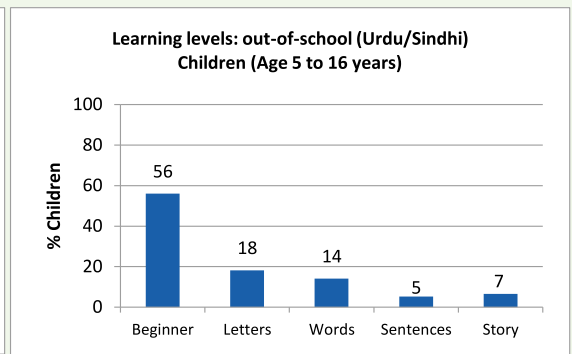 Learning levels: out-of-school (Urdu/Sindhi)
Children (Age 5 to 16 years)
% Children
100
80
60
40
20
0
56
18
14
5
7
Beginner Letters Words Sentences Story